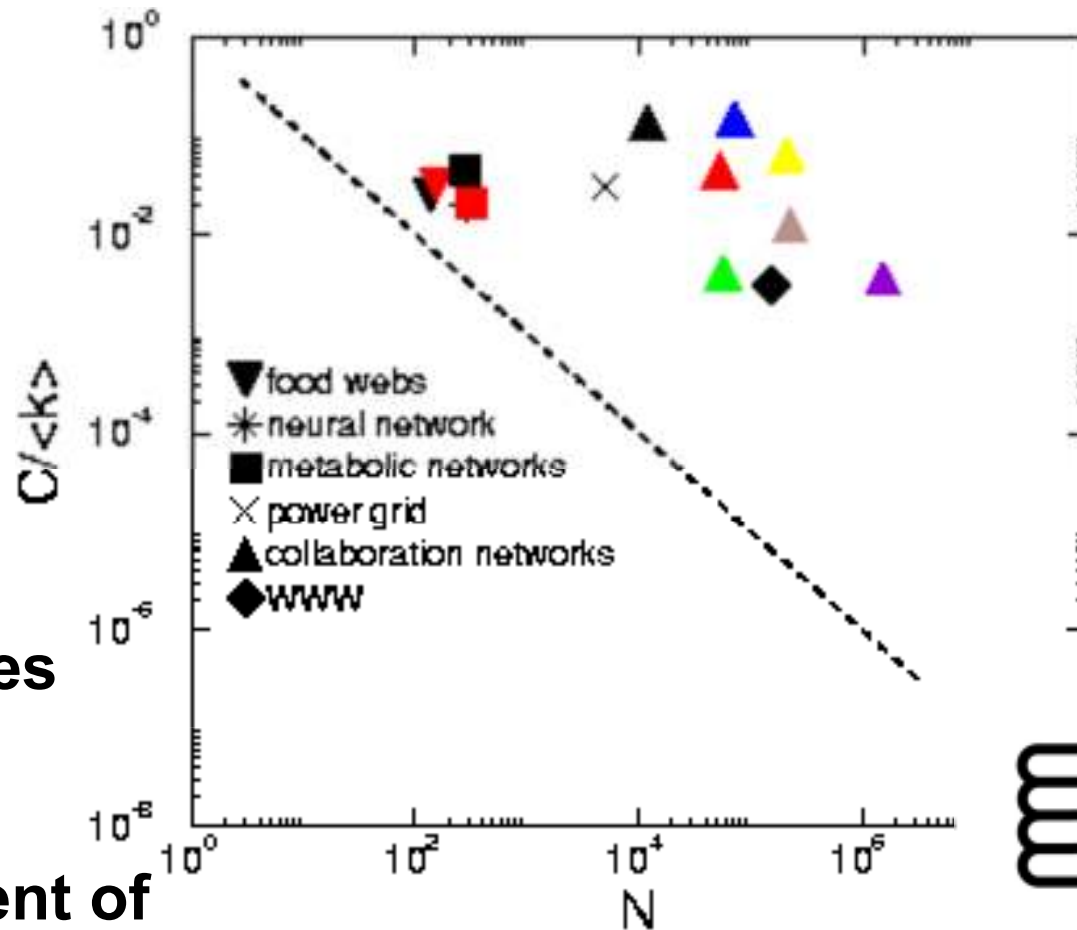 10⁰
10⁻²
10⁻⁴
10⁻⁶
10⁻⁸
C/<k>
food webs
neural network
metabolic networks
power grid
collaboration networks
WWW
10⁰ 10² 10⁴ 10⁶
N
es
ent of